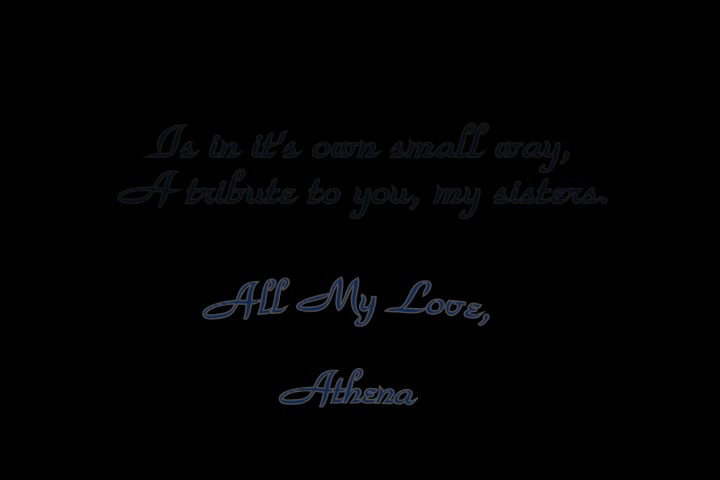 Is in it's own small way,
A tribute to you, my sisters.
All My Love,
Athena